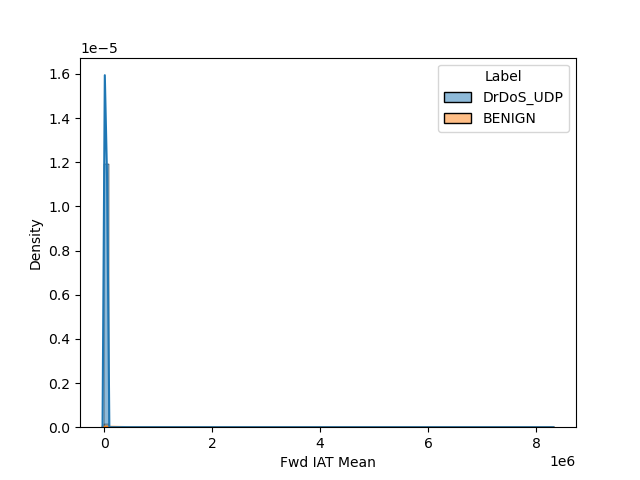 1e−5
Label
DrDoS_UDP
BENIGN
1.6
1.4
1.2
1.0
0.8
0.6
0.4
0.2
0.0
Density
0 2 4 6 8
1e6
Fwd IAT Mean